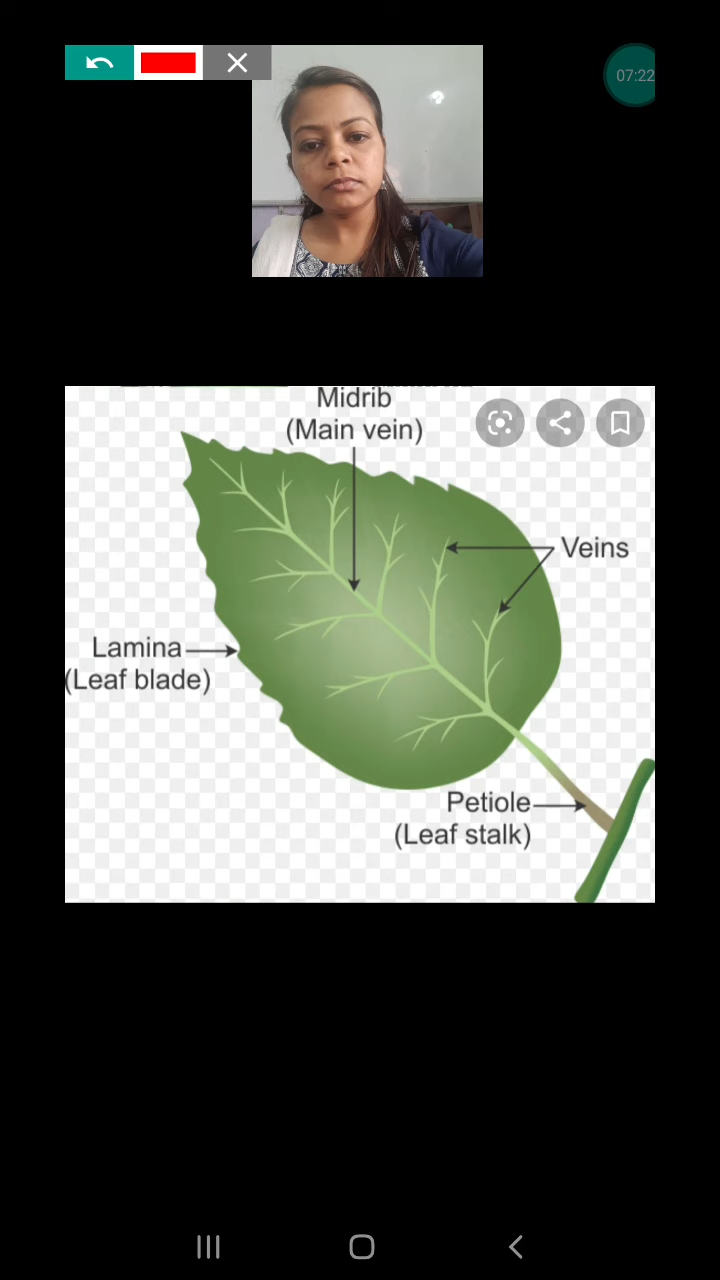 07:22
Midrib
(Main vein)
Veins
Lamina
(Leaf blade)
Petiole
(Leaf stalk)